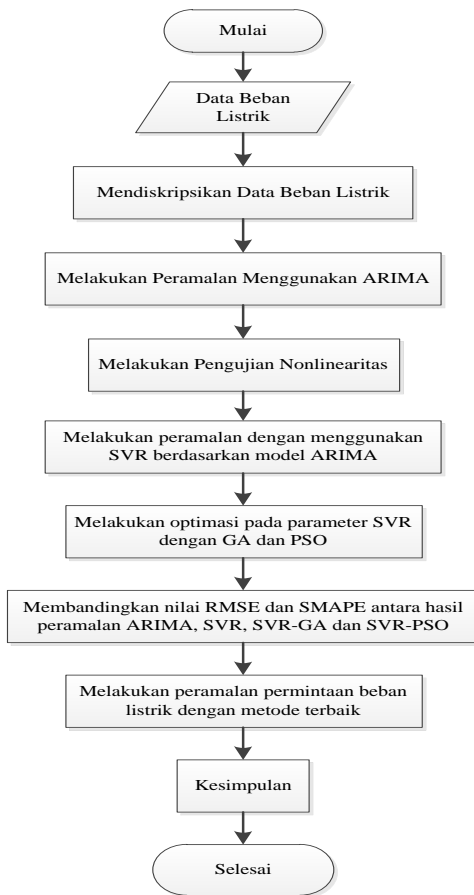 Mulai
Data Beban
Listrik
Mendiskripsikan Data Beban Listrik
Melakukan Peramalan Menggunakan ARIMA
Melakukan Pengujian Nonlinearitas
Melakukan peramalan dengan menggunakan
SVR berdasarkan model ARIMA
Melakukan optimasi pada parameter SVR
dengan GA dan PSO
Membandingkan nilai RMSE dan SMAPE antara hasil
peramalan ARIMA, SVR, SVR-GA dan SVR-PSO
Melakukan peramalan permintaan beban
listrik dengan metode terbaik
Kesimpulan
Selesai